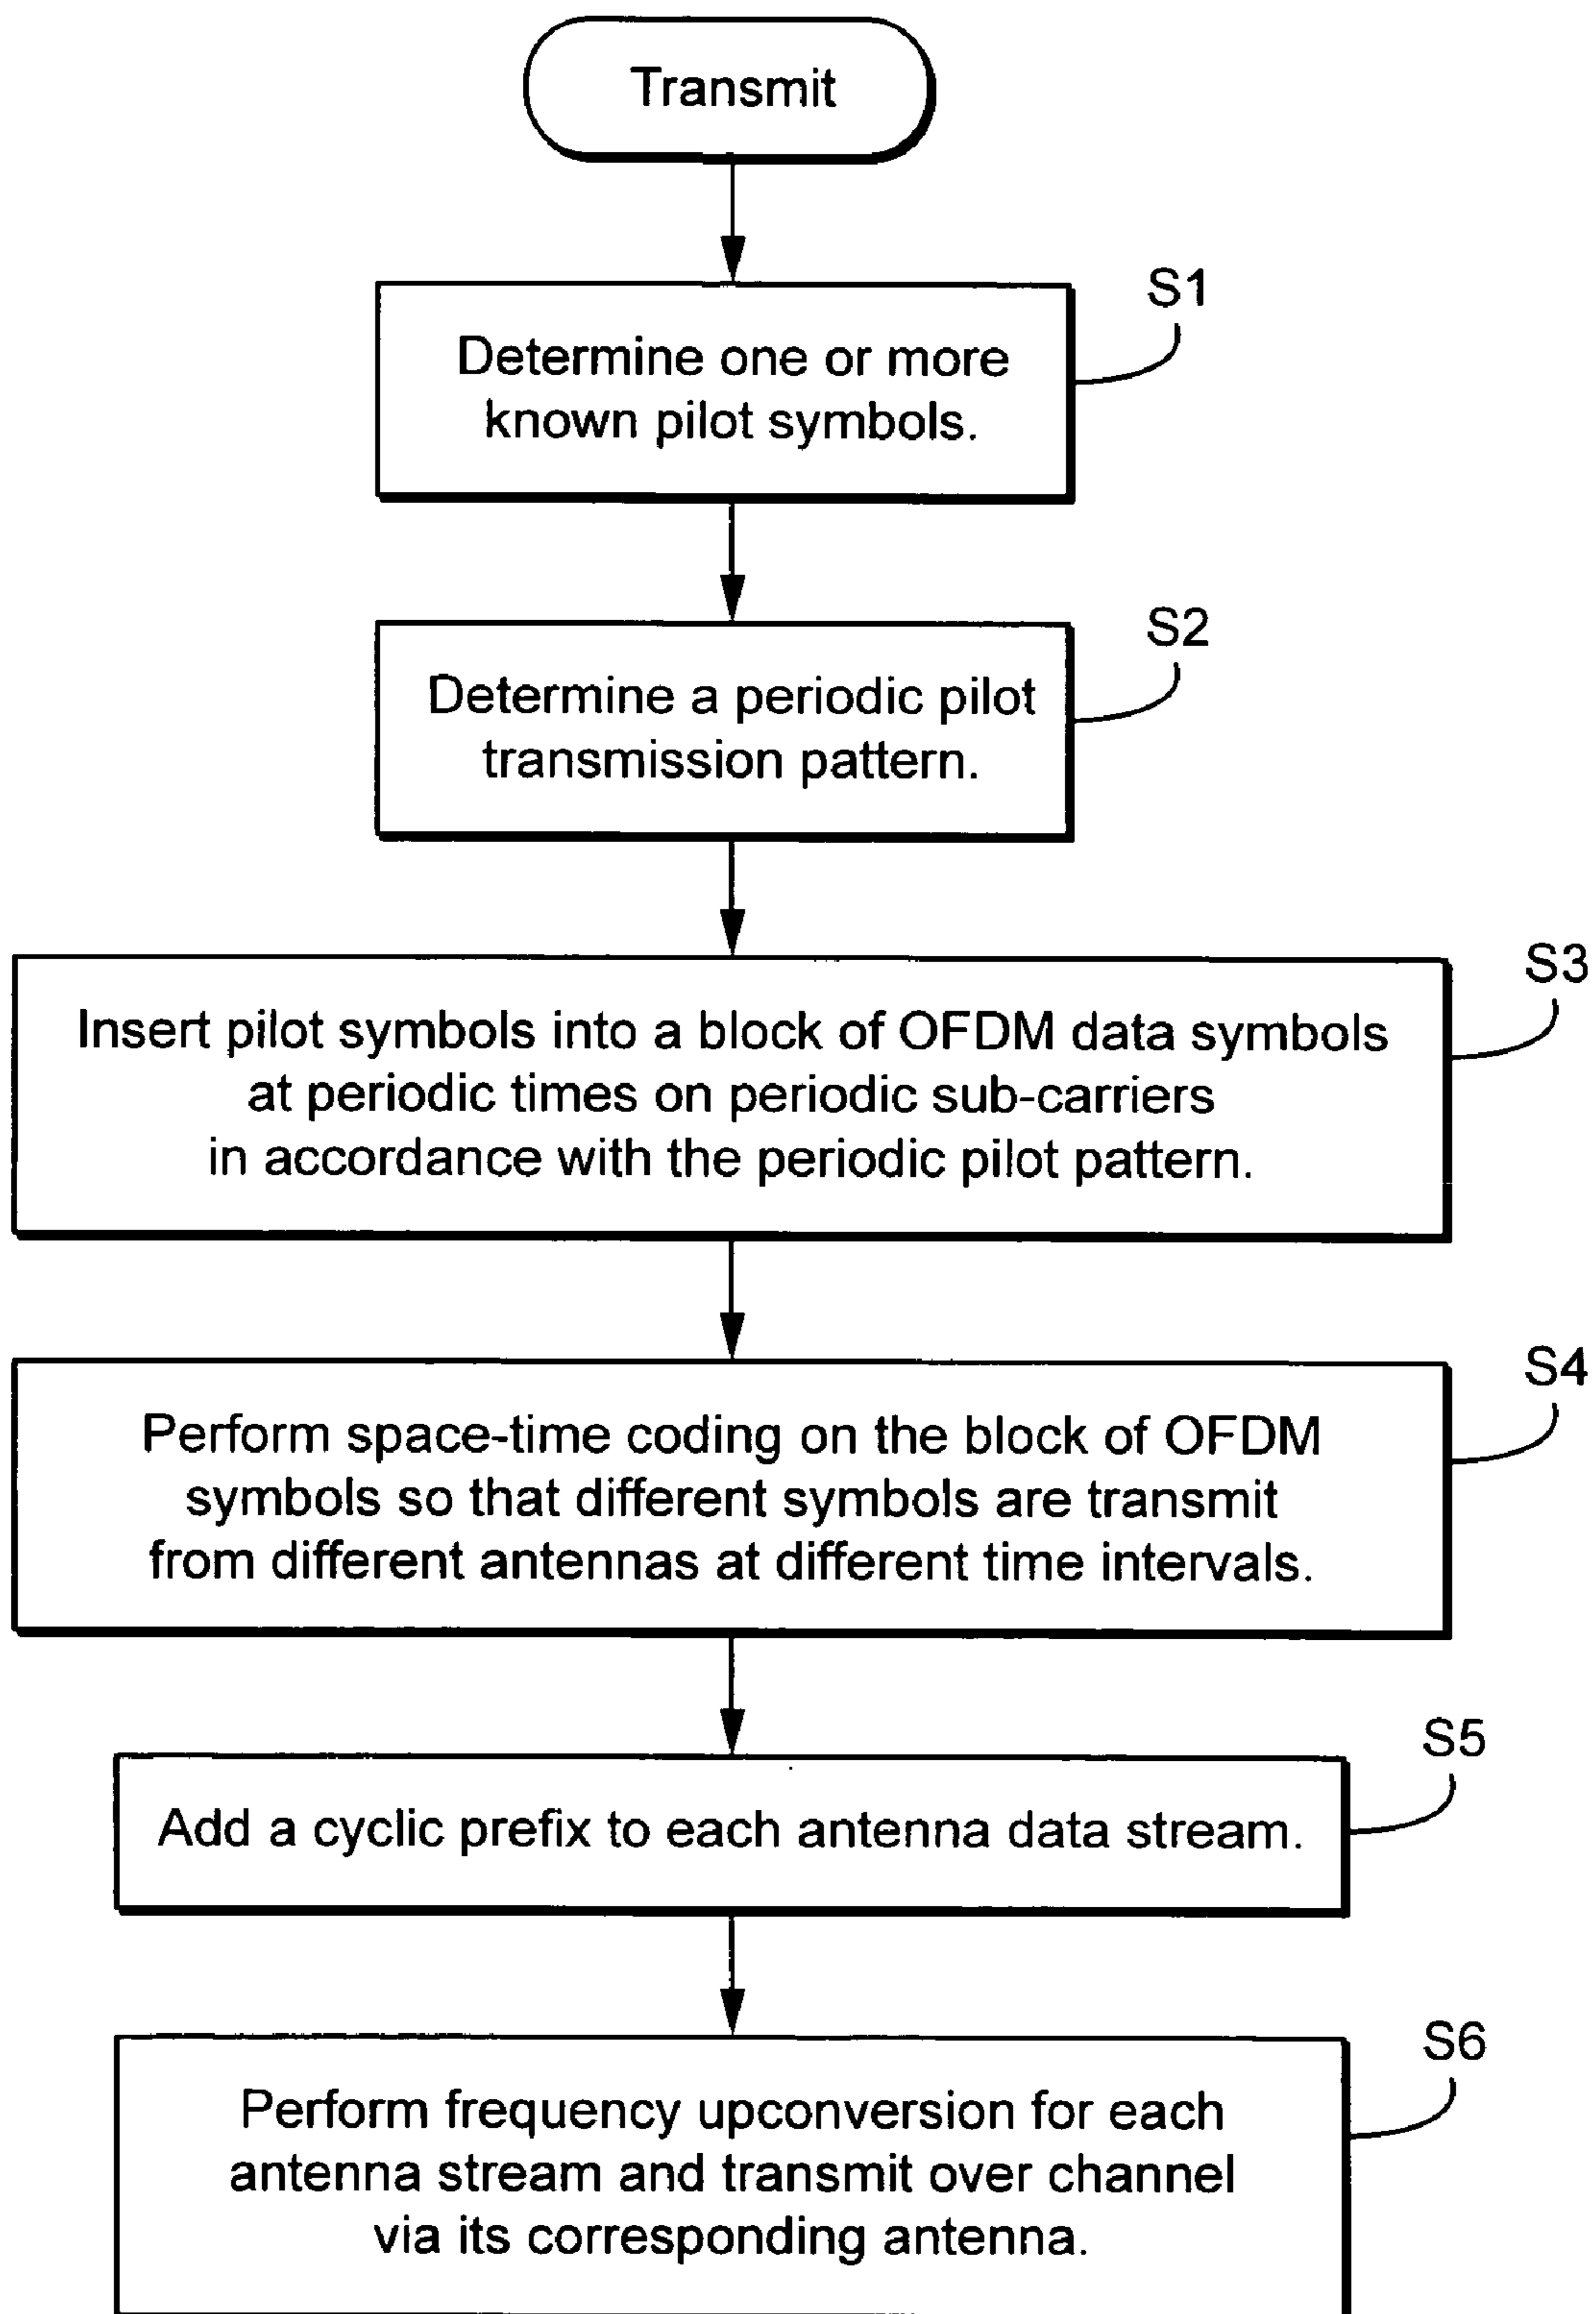 Transmit
S1
Determine one or more
known pilot symbols.
S2
Determine a periodic pilot
transmission pattern.
S3
Insert pilot symbols into a block of OFDM data symbols
at periodic times on periodic sub-carriers
in accordance with the periodic pilot pattern.
S4
Perform space-time coding on the block of OFDM
symbols so that different symbols are transmit
from different antennas at different time intervals.
S5
Add a cyclic prefix to each antenna data stream.
S6
Perform frequency upconversion for each
antenna stream and transmit over channel
via its corresponding antenna.